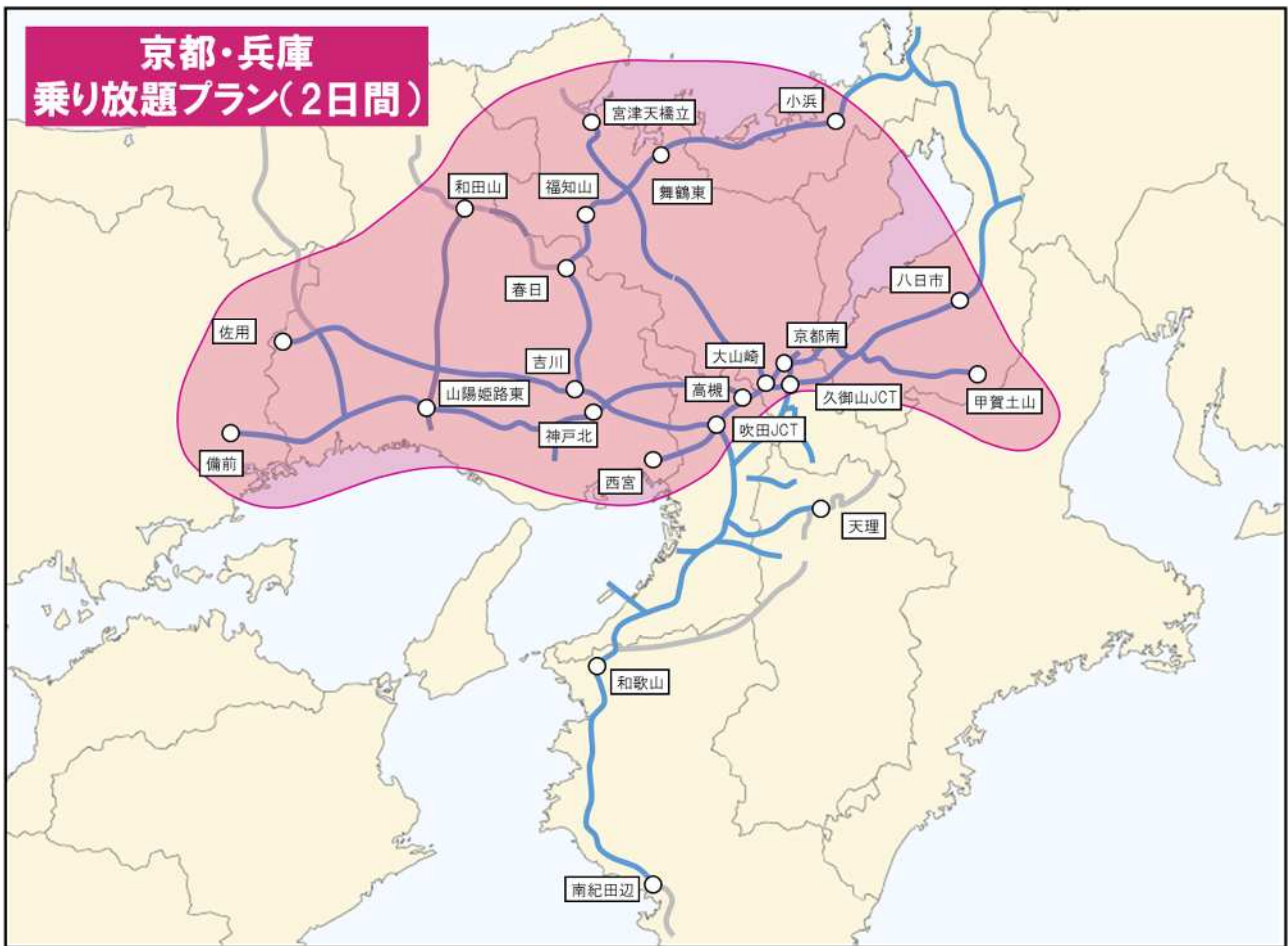 京都・兵庫
乗り放題プラン(2日間)
小浜
宮津天橋立
舞鶴東
福知山
和田山
春日
八日市
佐用
京都南
大山崎
吉川
高槻
山陽姫路東
久御山JCT
甲賀土山
神戸北
吹田JCT
備前
西宮
天理
和歌山
南紀田辺